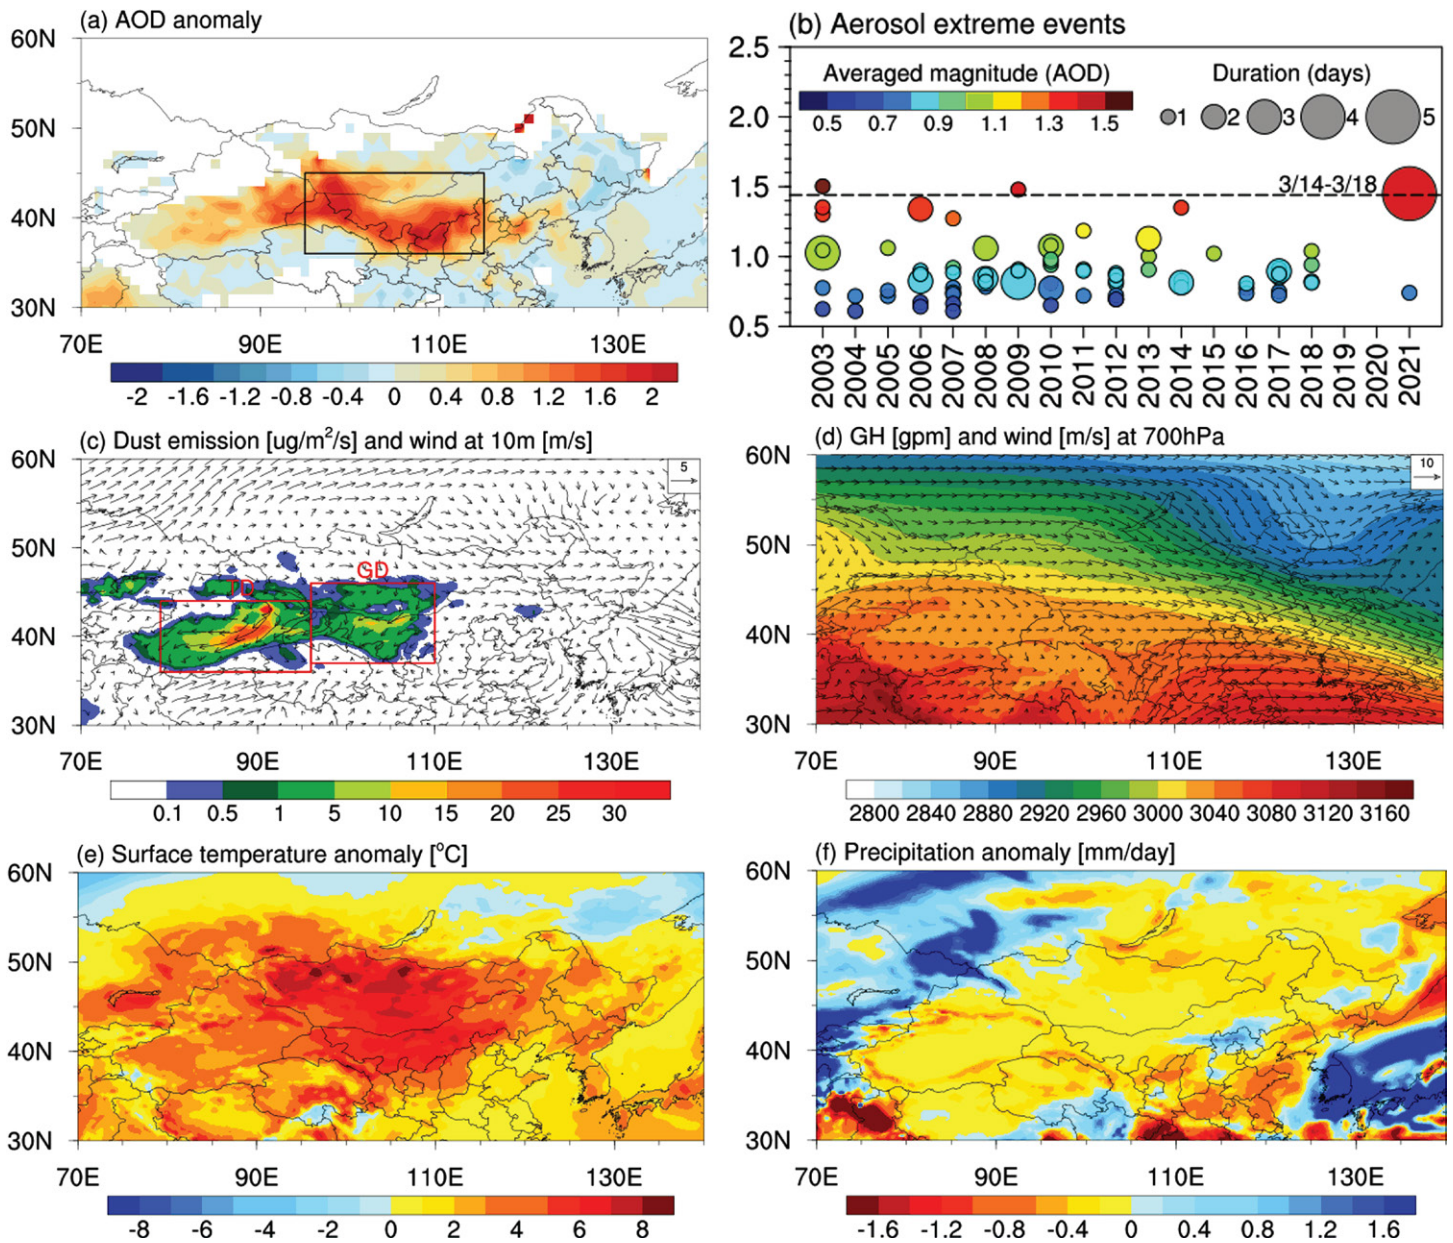 (a) AOD anomaly
60N
50N
40N
30N
70E 90E 110E 130E
-2 -1.6 -1.2 -0.8 -0.4 0 0.4 0.8 1.2 1.6 2
(b) Aerosol extreme events
2.5
2.0
1.5
1.0
0.5
Averaged magnitude (AOD)
0.5 0.7 0.9 1.1 1.3 1.5
Duration (days)
1 2 3 4 5
3/14-3/18
2003 2004 2005 2006 2007 2008 2009 2010 2011 2012 2013 2014 2015 2016 2017 2018 2019 2020 2021
(c) Dust emission [ug/m²/s] and wind at 10m [m/s]
5
60N
50N
40N
30N
TD
GD
70E 90E 110E 130E
0.1 0.5 1 5 10 15 20 25 30
(d) GH [gpm] and wind [m/s] at 700hPa
10
60N
50N
40N
30N
70E 90E 110E 130E
2800 2840 2880 2920 2960 3000 3040 3080 3120 3160
(e) Surface temperature anomaly [°C]
60N
50N
40N
30N
70E 90E 110E 130E
-8 -6 -4 -2 0 2 4 6 8
(f) Precipitation anomaly [mm/day]
60N
50N
40N
30N
70E 90E 110E 130E
-1.6 -1.2 -0.8 -0.4 0 0.4 0.8 1.2 1.6